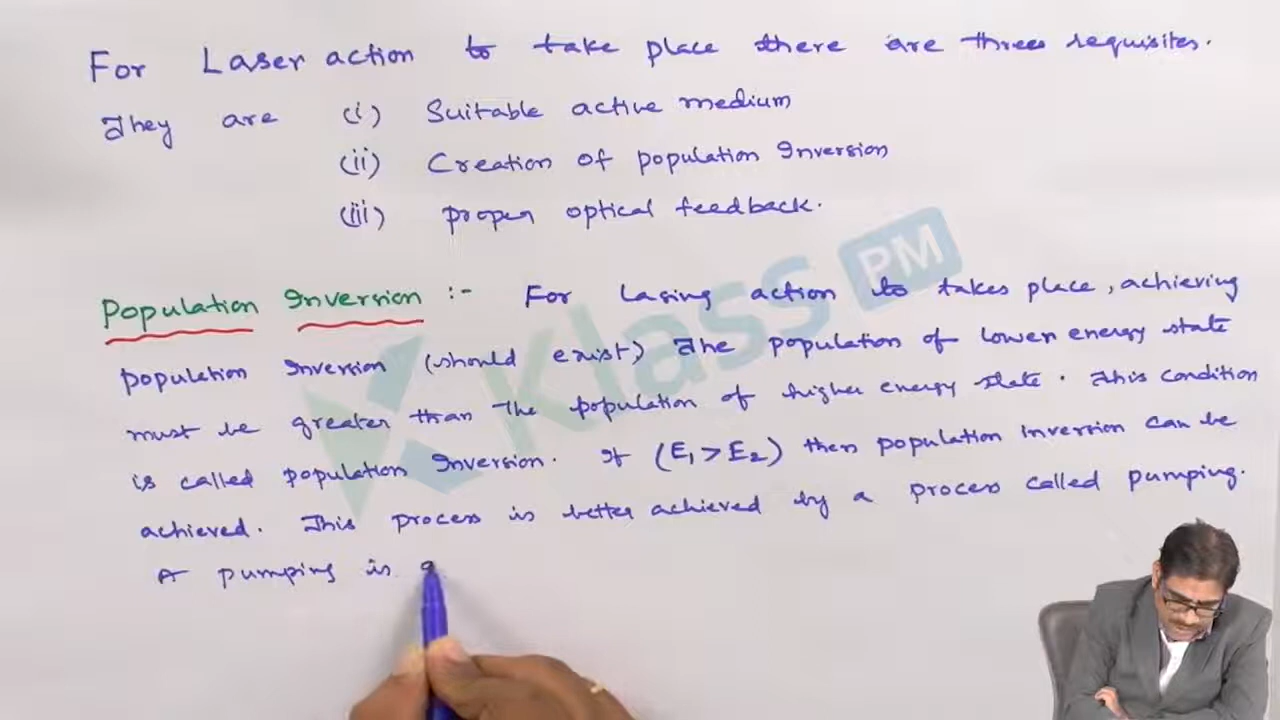 For Laser action to take place there are three requisites.
They are (i) Suitable active medium
(ii) Creation of population Inversion
(iii) proper optical feedback.
Klass PM
Population Inversion :- For lasing action to takes place, achieving
population Inversion (should exist) The population of lower energy state
must be greater than The population of higher energy state. This condition
is called population Inversion. If (E₁>E₂) then population inversion can be
achieved. This process is better achieved by a process called pumping.
A pumping is